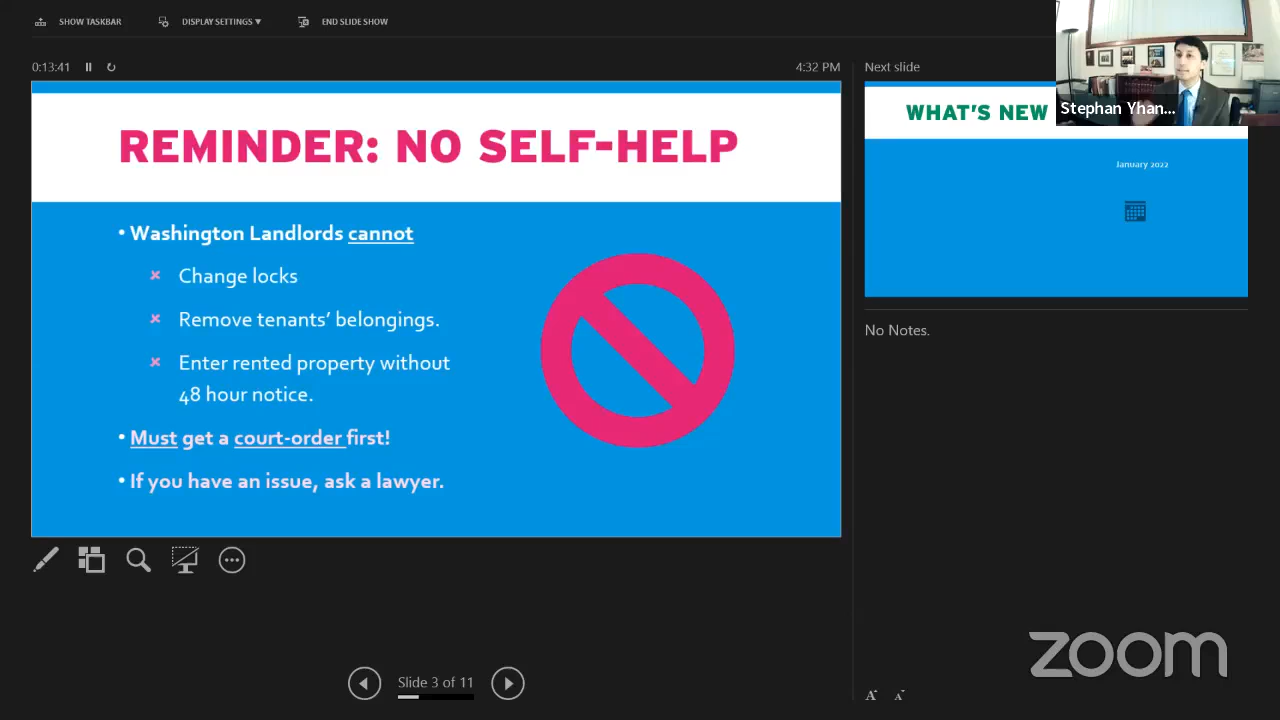 SHOW TASKBAR
DISPLAY SETTINGS ▼
END SLIDE SHOW
0:13:41
4:32 PM
Next slide
REMINDER: NO SELF-HELP
• Washington Landlords cannot
Change locks
Remove tenants' belongings.
Enter rented property without
48 hour notice.
• Must get a court-order first!
• If you have an issue, ask a lawyer.
Slide 3 of 11
WHAT'S NEW
January 2022
Stephan Yhan...
No Notes.
zoom
A A